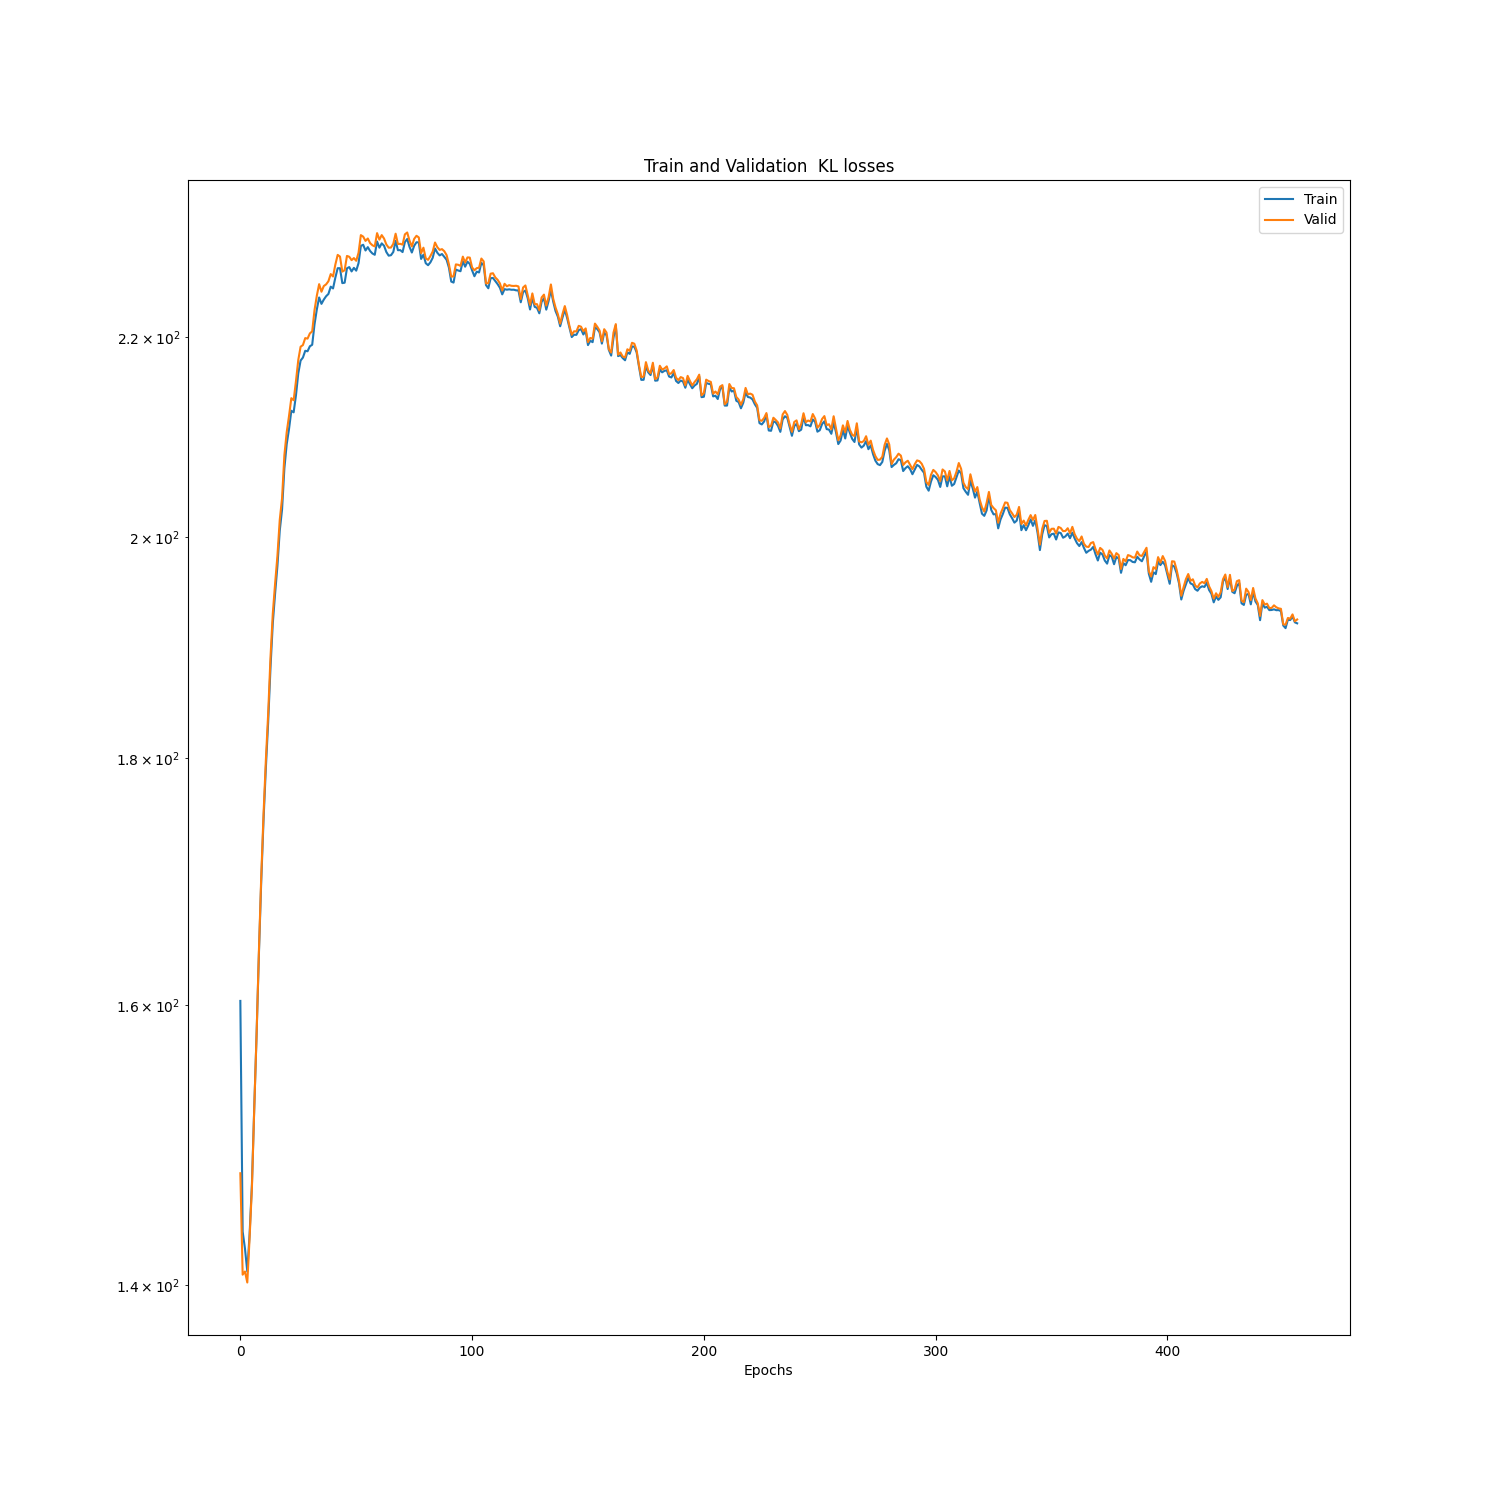 Train and Validation  KL losses
Train
Valid
2.2 × 10²
2 × 10²
1.8 × 10²
1.6 × 10²
1.4 × 10²
0 100 200 300 400
Epochs